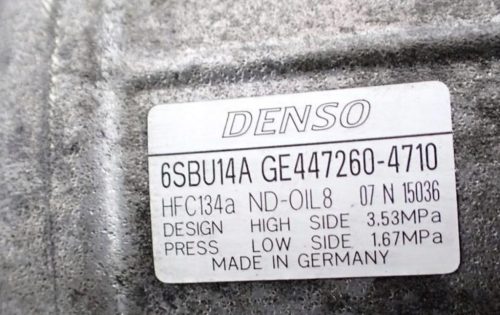 DENSO
6SBU14A GE447260-4710
HFC134a ND-OIL8 07 N 15036
DESIGN HIGH SIDE 3.53MPa
PRESS LOW SIDE 1.67MPa
MADE IN GERMANY